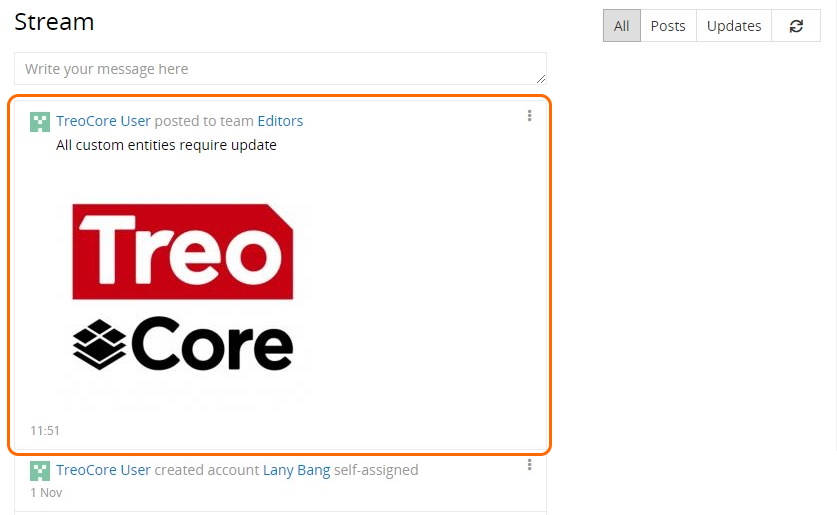 Stream
All Posts Updates
Write your message here
TreoCore User posted to team Editors
All custom entities require update
Treo
Core
11:51
TreoCore User created account Lany Bang self-assigned
1 Nov